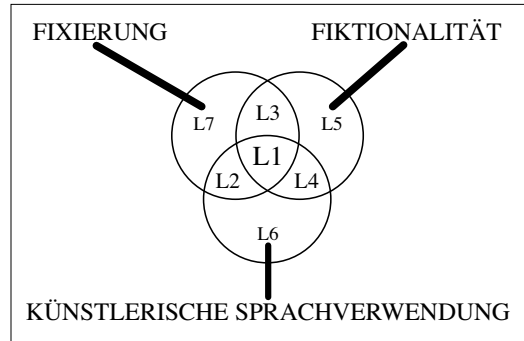 FIXIERUNG FIKTIONALITÄT
L3
L7 L5
L1
L2 L4
L6
KÜNSTLERISCHE SPRACHVERWENDUNG